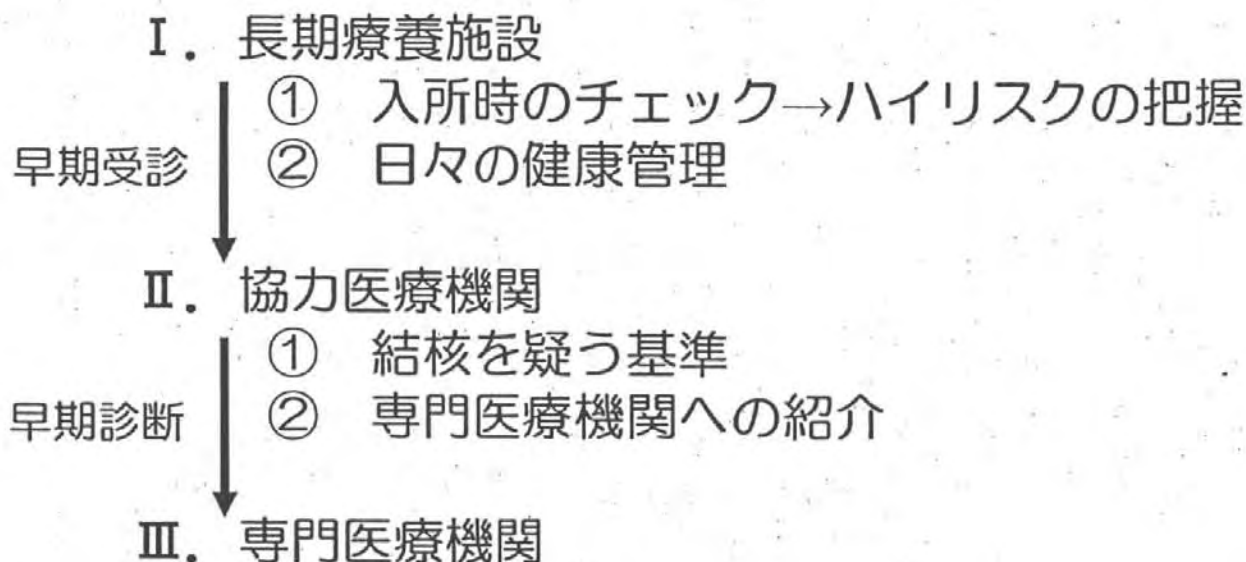 Ⅰ. 長期療養施設
① 入所時のチェック→ハイリスクの把握
早期受診
② 日々の健康管理
Ⅱ. 協力医療機関
① 結核を疑う基準
早期診断
② 専門医療機関への紹介
Ⅲ. 専門医療機関